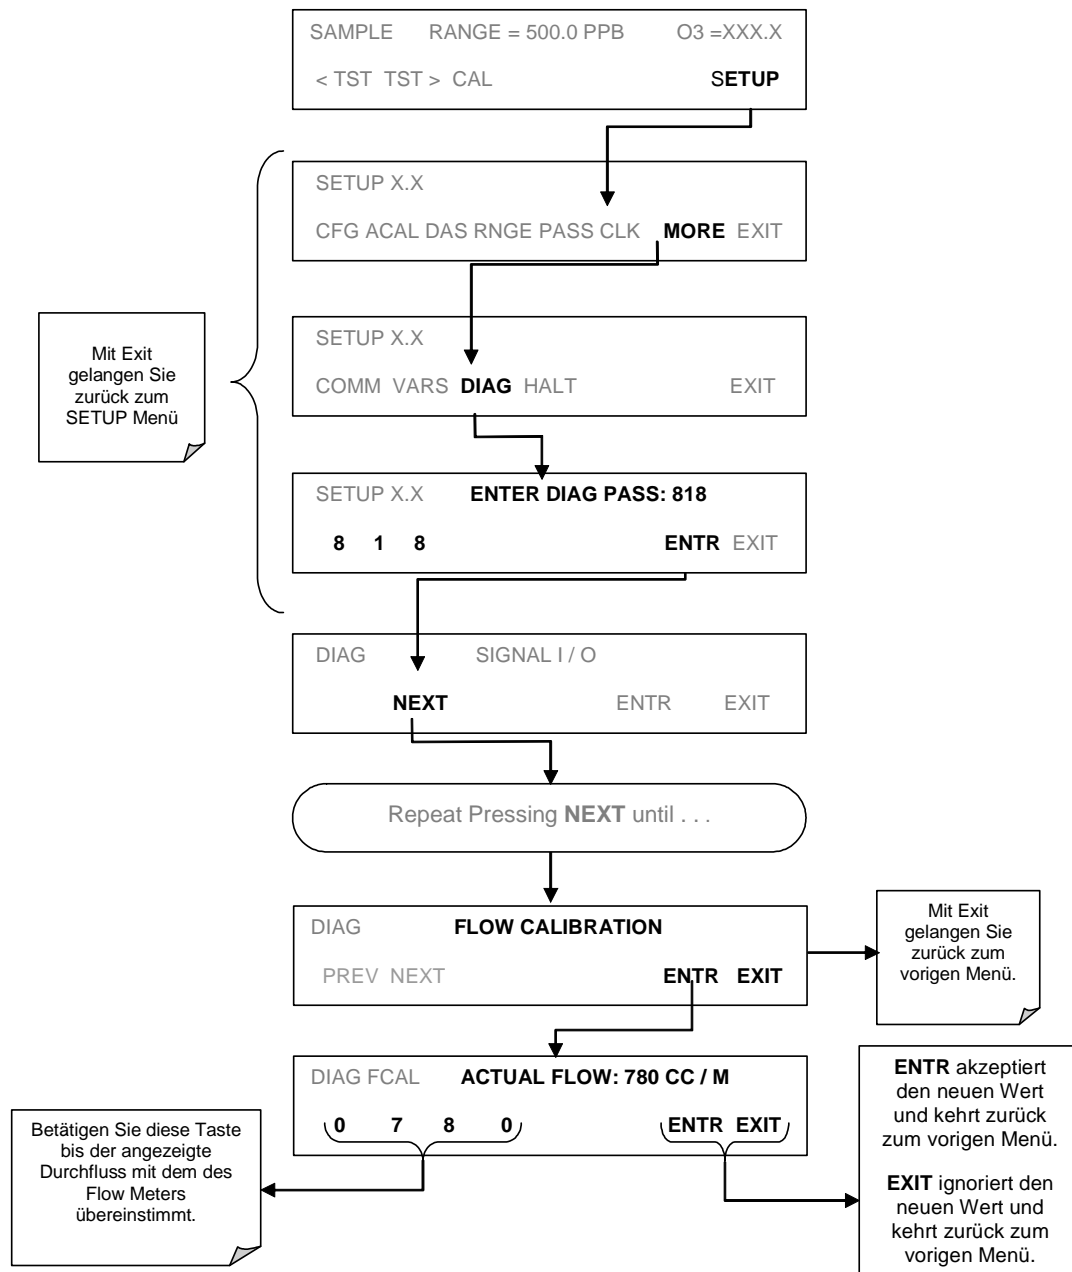 SAMPLE RANGE = 500.0 PPB O3 =XXX.X
< TST TST > CAL SETUP
SETUP X.X
CFG ACAL DAS RNGE PASS CLK MORE EXIT
Mit Exit
gelangen Sie
zurück zum
SETUP Menü
SETUP X.X
COMM VARS DIAG HALT EXIT
SETUP X.X ENTER DIAG PASS: 818
8 1 8 ENTR EXIT
DIAG SIGNAL I / O
NEXT ENTR EXIT
Repeat Pressing NEXT until . . .
DIAG FLOW CALIBRATION
PREV NEXT ENTR EXIT
Mit Exit
gelangen Sie
zurück zum
vorigen Menü.
DIAG FCAL ACTUAL FLOW: 780 CC / M
0 7 8 0 ENTR EXIT
Betätigen Sie diese Taste
bis der angezeigte
Durchfluss mit dem des
Flow Meters
übereinstimmt.
ENTR akzeptiert
den neuen Wert
und kehrt zurück
zum vorigen Menü.
EXIT ignoriert den
neuen Wert und
kehrt zurück zum
vorigen Menü.